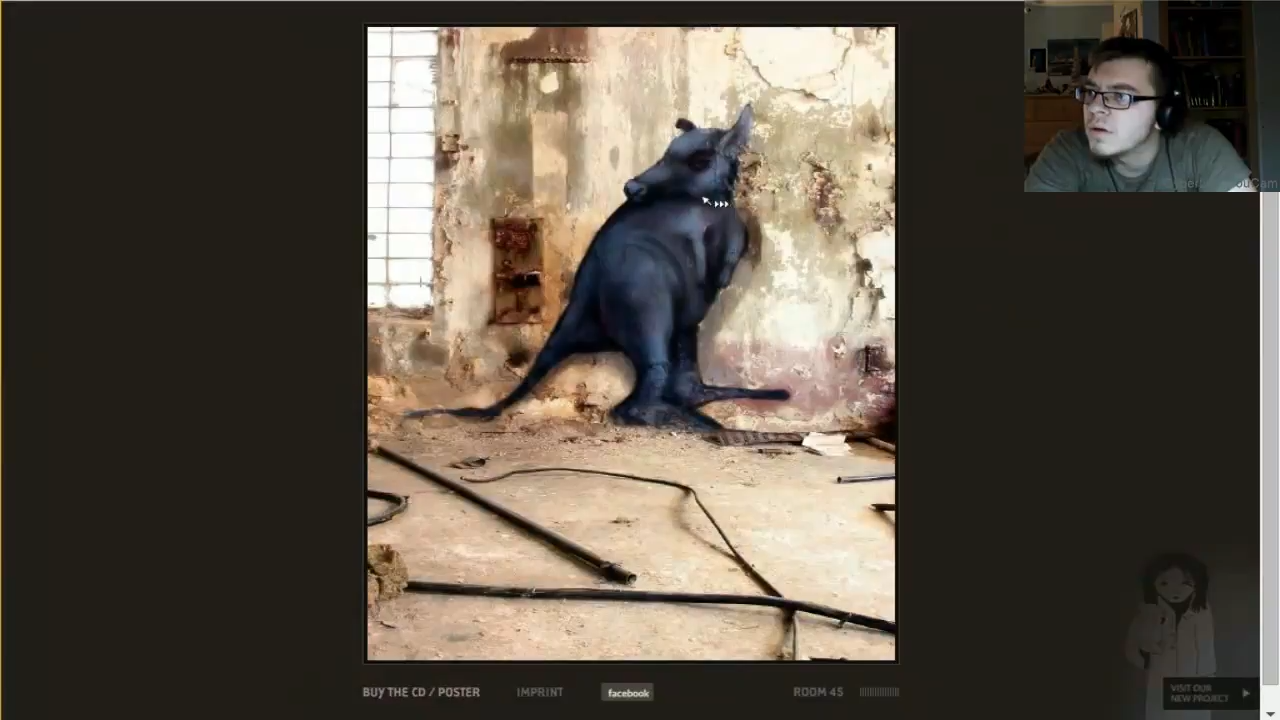 BUY THE CD / POSTER
IMPRINT
facebook
ROOM 45
VISIT OUR
NEW PROJECT